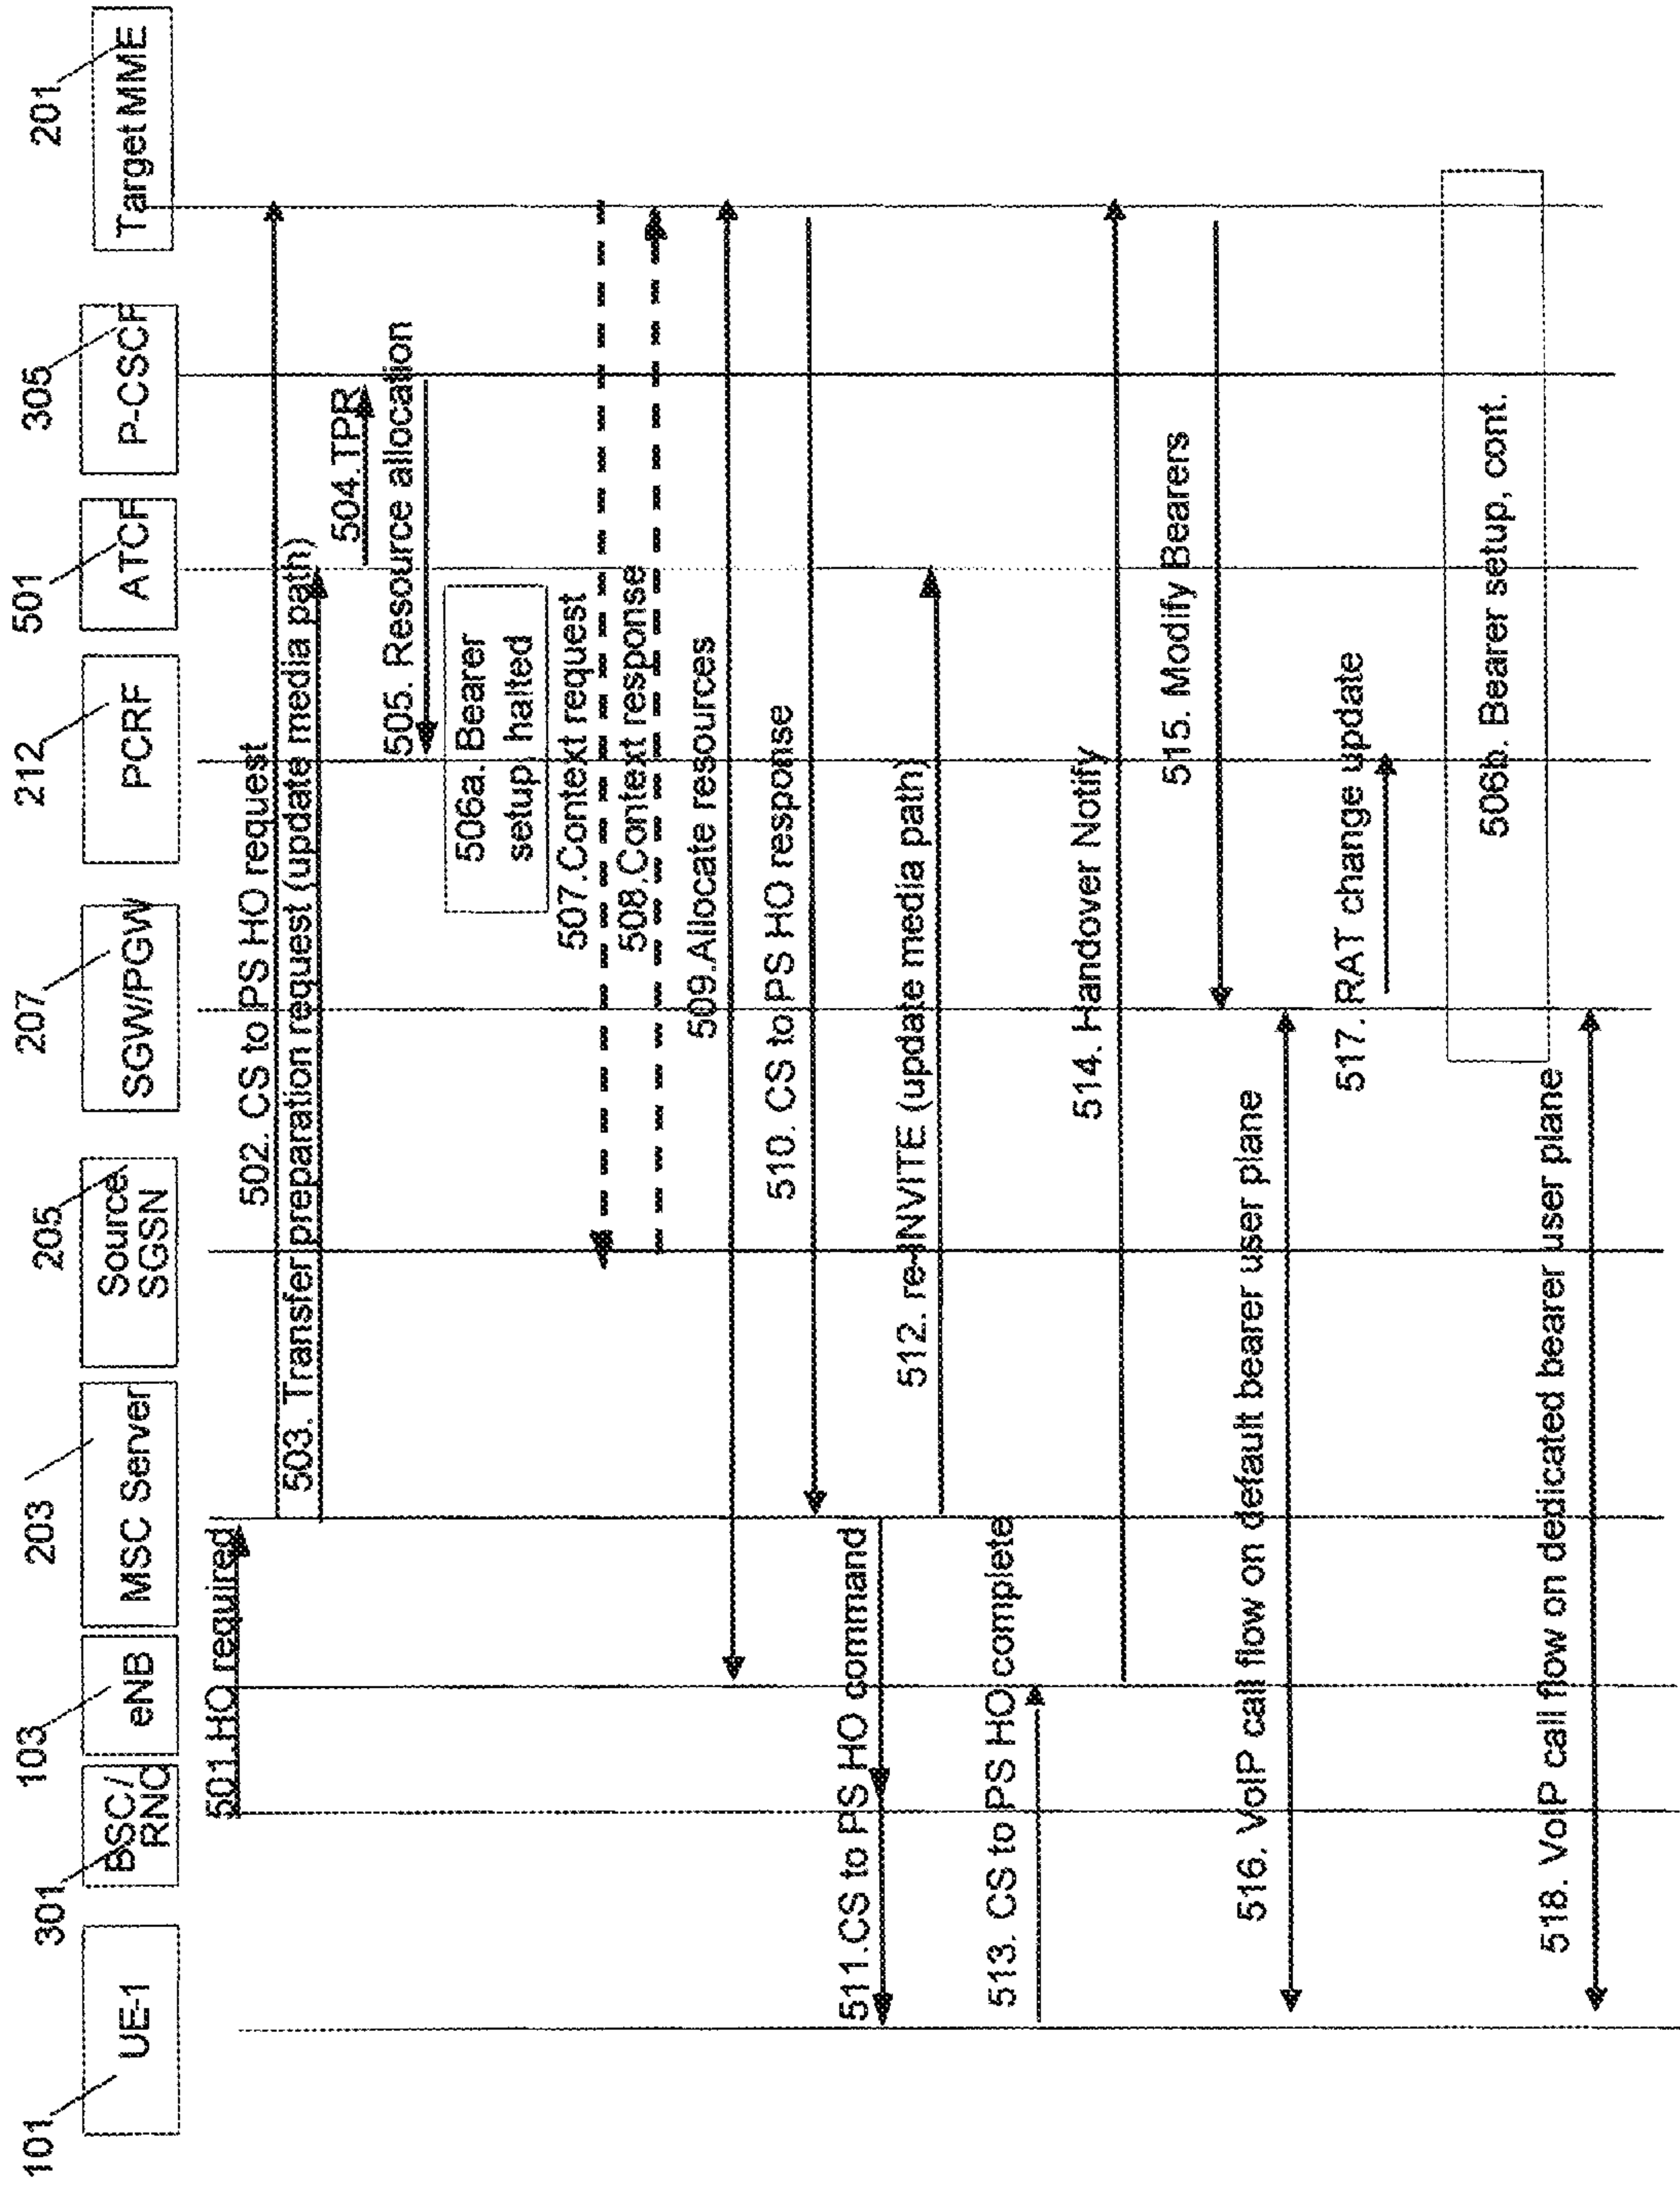 101
301
103
203
205
207
212
501
305
201
UE-1
BSC/
RNC
eNB
MSC Server
Source
SGSN
SGW/PGW
PCRF
ATCF
P-CSCF
Target MME
501.HO required
502. CS to PS HO request
503. Transfer preparation request (update media path)
504.TPR
505. Resource allocation
506a. Bearer
setup halted
507.Context request
508.Context response
509.Allocate resources
510. CS to PS HO response
511.CS to PS HO command
512. re-INVITE (update media path)
513. CS to PS HO complete
514. Handover Notify
515. Modify Bearers
516. VoIP call flow on default bearer user plane
517. RAT change update
506b. Bearer setup, cont.
518. VoIP call flow on dedicated bearer user plane